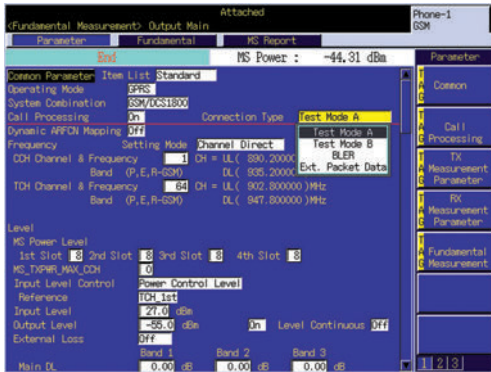 Attached
Phone-1
<Fundamental Measurement> Output Main
GSM
Parameter Fundamental MS Report
End MS Power : -44.31 dBm Parameter
Common Parameter Item List Standard
Operating Mode GPRS
System Combination GSM/DCS1800
Call Processing On Connection Type Test Mode A
Dynamic ARFCN Mapping Off
Test Mode A
Test Mode B
BLER
Ext. Packet Data
Frequency Setting Mode Channel Direct
CCH Channel & Frequency 1 CH = UL( 890.20000
Band (P,E,R-GSM) DL( 935.20000
TCH Channel & Frequency 64 CH = UL( 902.800000 )MHz
Band (P,E,R-GSM) DL( 947.800000 )MHz
Level
MS Power Level
1st Slot 8 2nd Slot 8 3rd Slot 8 4th Slot 8
MS_TXPWR_MAX_CCH 0
Input Level Control Power Control Level
Reference TCH_1st
Input Level 27.0 dBm
Output Level -55.0 dBm On Level Continuous Off
External Loss Off
Band 1 Band 2 Band 3
Main DL 0.00 dB 0.00 dB 0.00 dB
TAG Common
TAG Call Processing
TAG TX Measurement Parameter
TAG RX Measurement Parameter
TAG Fundamental Measurement
1 2 3